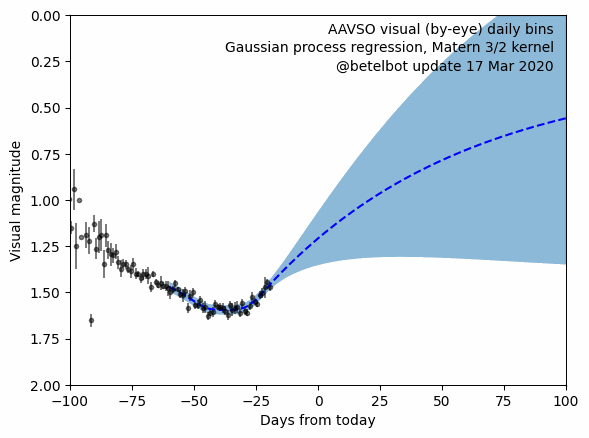 AAVSO visual (by-eye) daily bins
Gaussian process regression, Matern 3/2 kernel
@betelbot update 17 Mar 2020
0.00
0.25
0.50
0.75
1.00
1.25
1.50
1.75
2.00
Visual magnitude
−100 −75 −50 −25 0 25 50 75 100
Days from today